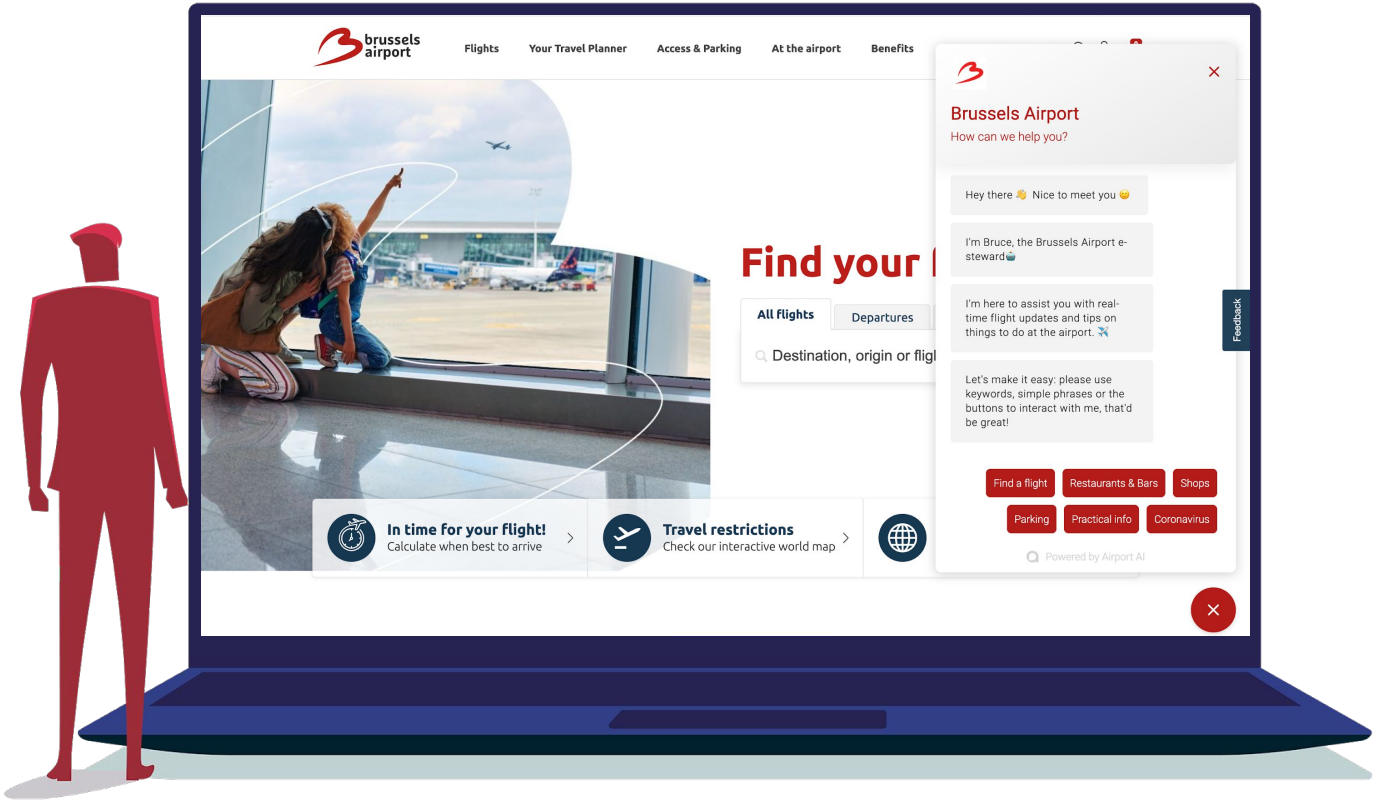 brussels
airport
Flights
Your Travel Planner
Access & Parking
At the airport
Benefits
Find your
All flights
Departures
Destination, origin or
In time for your flight!
Calculate when best to arrive
Travel restrictions
Check our interactive world map
Brussels Airport
How can we help you?
Hey there 👋 Nice to meet you 😊
I'm Bruce, the Brussels Airport e-
steward
I'm here to assist you with real-
time flight updates and tips on
things to do at the airport. ✈️
Let's make it easy: please use
keywords, simple phrases or the
buttons to interact with me, that'd
be great!
Find a flight
Restaurants & Bars
Shops
Parking
Practical info
Coronavirus
Powered by Airport AI
Feedback